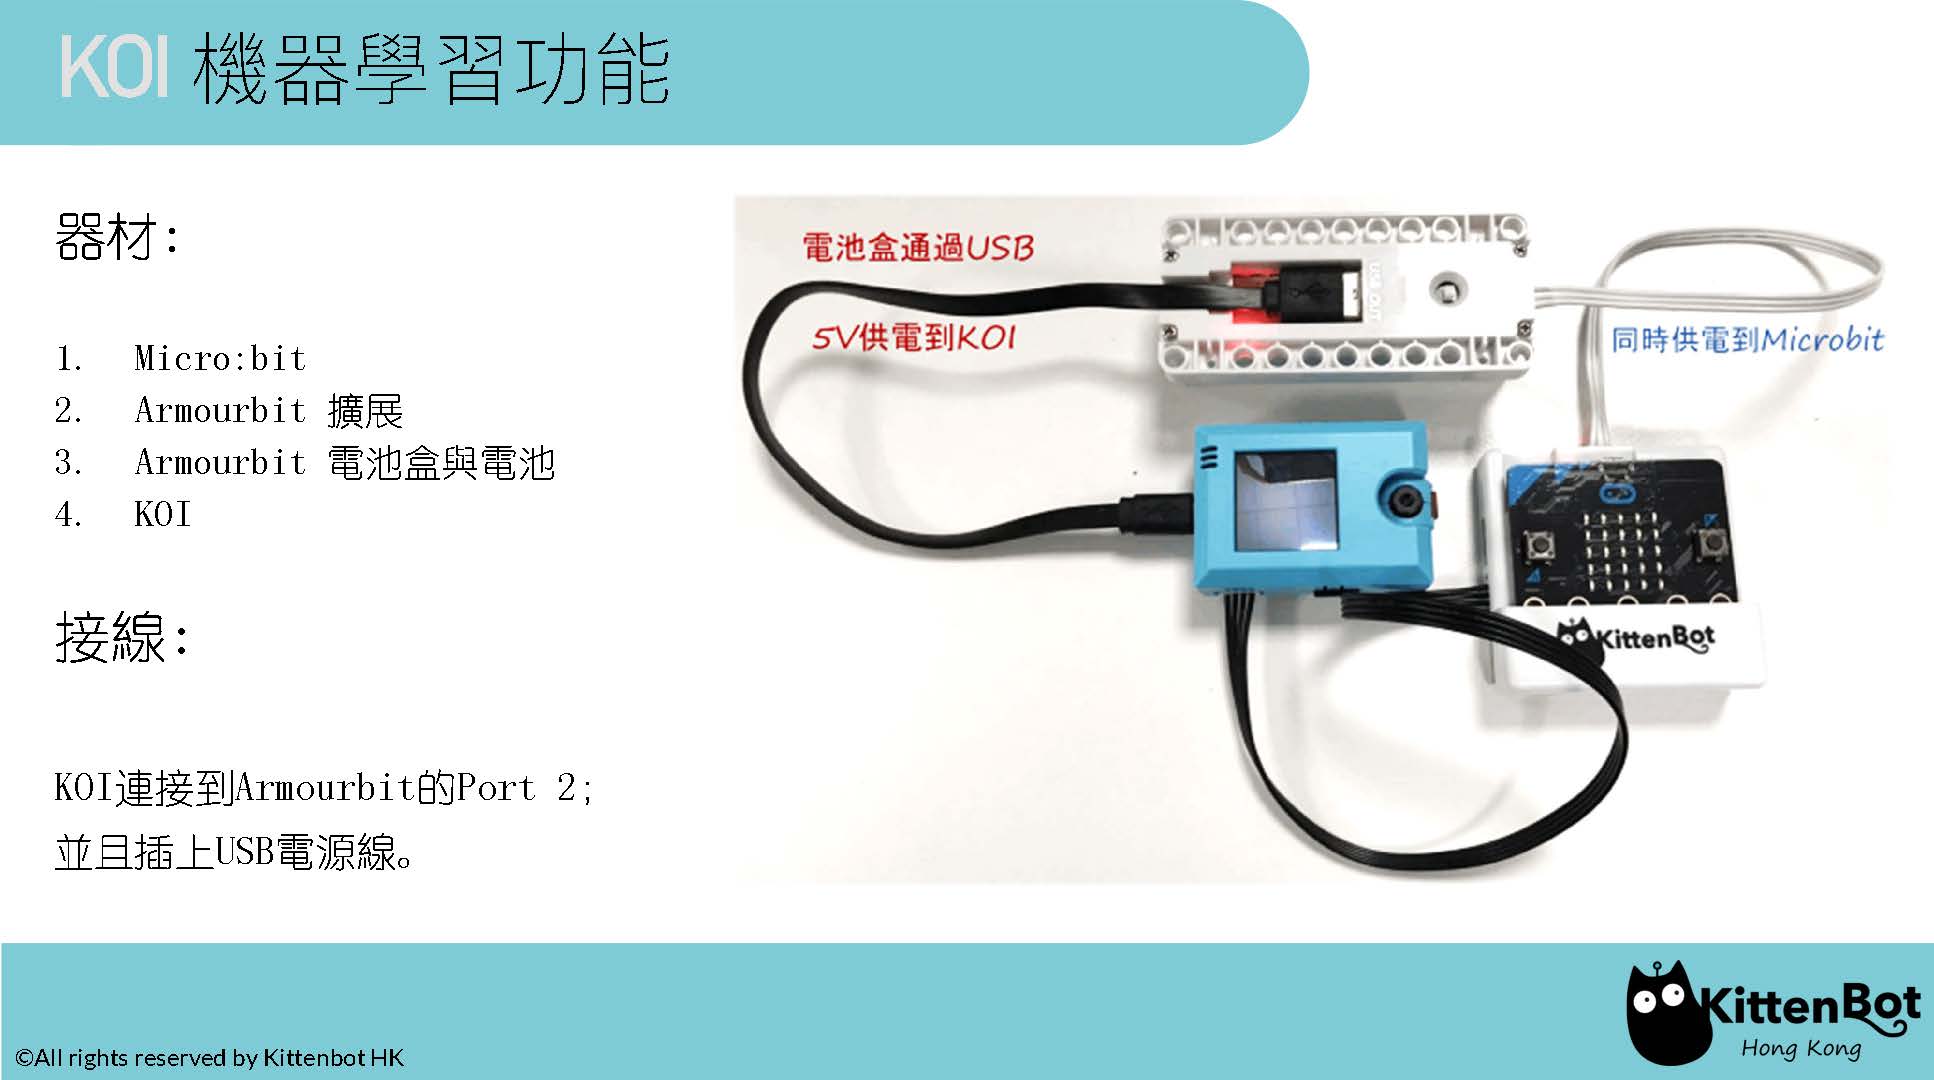 KOI 機器學習功能
器材:
1. Micro:bit
2. Armourbit 擴展
3. Armourbit 電池盒與電池
4. KOI
接線:
KOI連接到Armourbit的Port 2;
並且插上USB電源線。
電池盒通過USB
5V供電到KOI
USB OUT
同時供電到Microbit
KittenBot
KittenBot
Hong Kong
©All rights reserved by Kittenbot HK